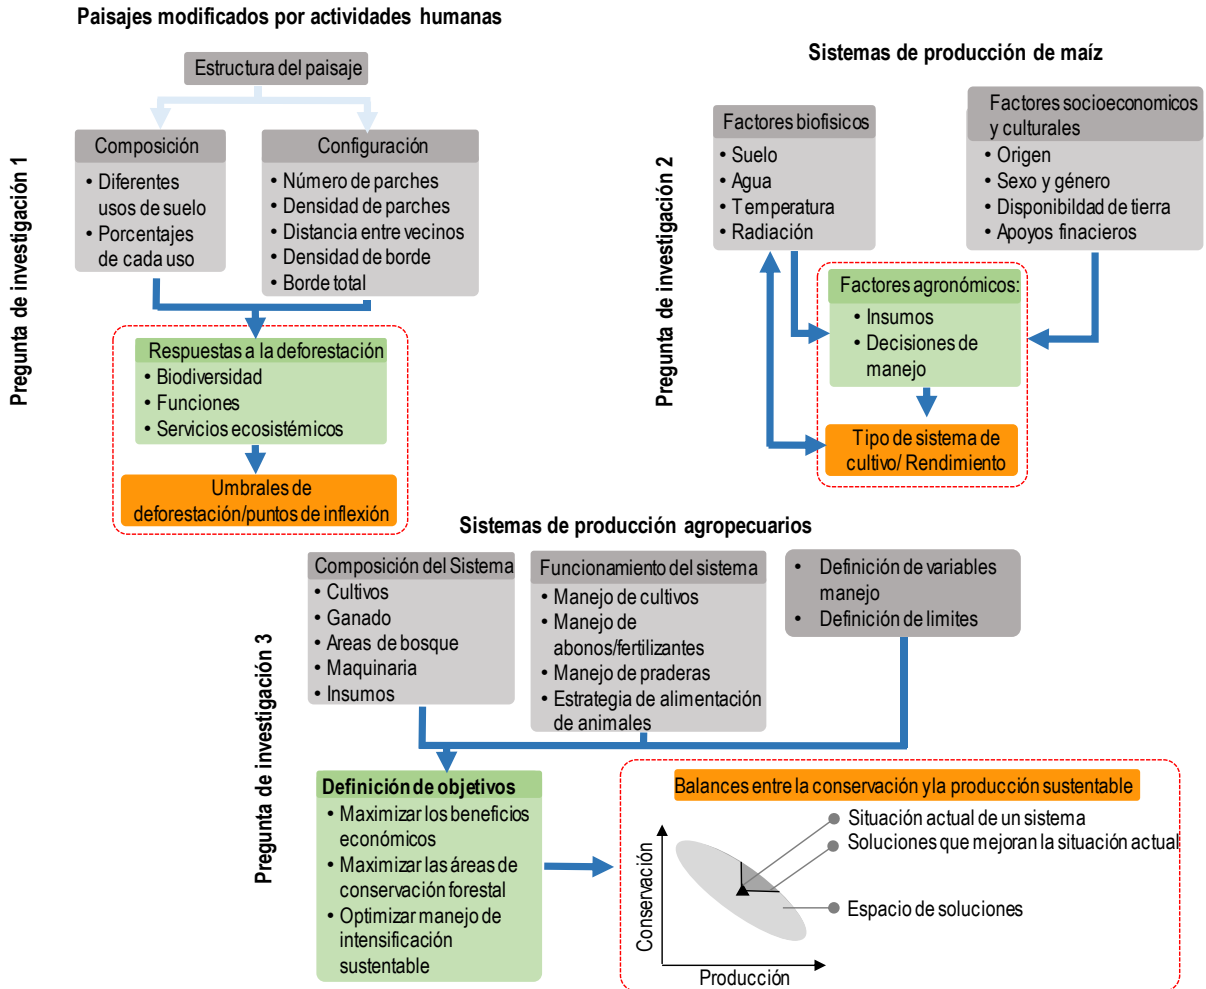 Paisajes modificados por actividades humanas
Pregunta de investigación 1
Estructura del paisaje
Composición
• Diferentes
usos de suelo
• Porcentajes
de cada uso
Configuración
• Número de parches
• Densidad de parches
• Distancia entre vecinos
• Densidad de borde
• Borde total
Respuestas a la deforestación
• Biodiversidad
• Funciones
• Servicios ecosistémicos
Umbrales de
deforestación/puntos de inflexión
Sistemas de producción de maíz
Pregunta de investigación 2
Factores biofisicos
• Suelo
• Agua
• Temperatura
• Radiación
Factores socioeconomicos
y culturales
• Origen
• Sexo y género
• Disponibildad de tierra
• Apoyos finacieros
Factores agronómicos:
• Insumos
• Decisiones de
manejo
Tipo de sistema de
cultivo/ Rendimiento
Sistemas de producción agropecuarios
Pregunta de investigación 3
Composición del Sistema
• Cultivos
• Ganado
• Areas de bosque
• Maquinaria
• Insumos
Funcionamiento del sistema
• Manejo de cultivos
• Manejo de
abonos/fertilizantes
• Manejo de praderas
• Estrategia de alimentación
de animales
• Definición de variables
manejo
• Definición de limites
Definición de objetivos
• Maximizar los beneficios
económicos
• Maximizar las áreas de
conservación forestal
• Optimizar manejo de
intensificación
sustentable
Balances entre la conservación yla producción sustentable
Situación actual de un sistema
Soluciones que mejoran la situación actual
Espacio de soluciones
Conservación
Producción